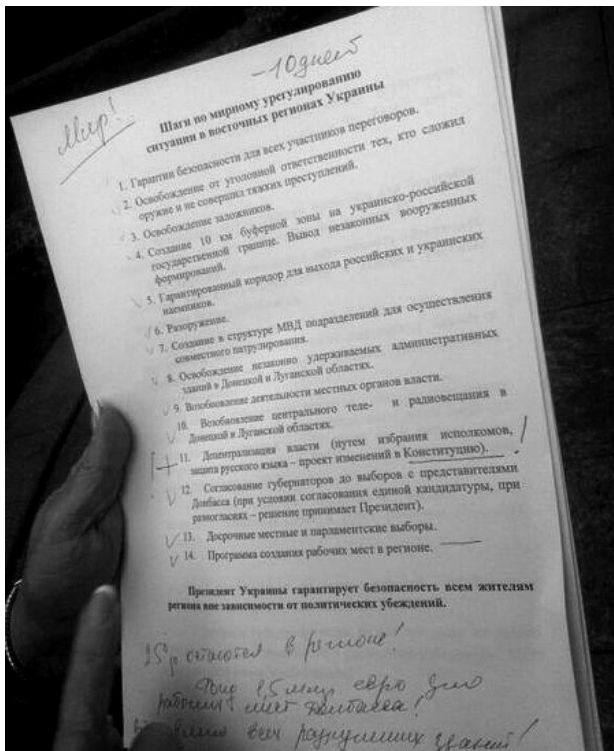 - 10 дней
Мир!
Шаги по мирному урегулированию
ситуации в восточных регионах Украины
1. Гарантии безопасности для всех участников переговоров.
2. Освобождение от уголовной ответственности тех, кто сложил
оружие и не совершил тяжких преступлений.
3. Освобождение заложников.
4. Создание 10 км буферной зоны на украинско-российской
государственной границе. Вывод незаконных вооруженных
формирований.
5. Гарантированный коридор для выхода российских и украинских
наемников.
6. Разоружение.
7. Создание в структуре МВД подразделений для осуществления
совместного патрулирования.
8. Освобождение незаконно удерживаемых административных
зданий в Донецкой и Луганской областях.
9. Возобновление деятельности местных органов власти.
10. Возобновление центрального теле- и радиовещания в
Донецкой и Луганской областях.
11. Децентрализация власти (путем избрания исполкомов,
защита русского языка – проект изменений в Конституцию).
12. Согласование губернаторов до выборов с представителями
Донбасса (при условии согласования единой кандидатуры, при
разногласиях – решение принимает Президент).
13. Досрочные местные и парламентские выборы.
14. Программа создания рабочих мест в регионе.
Президент Украины гарантирует безопасность всем жителям
региона вне зависимости от политических убеждений.
остаются в регионе!
1,5 млрд евро для
рабочих мест Донбасса!
всех разрушенных зданий!